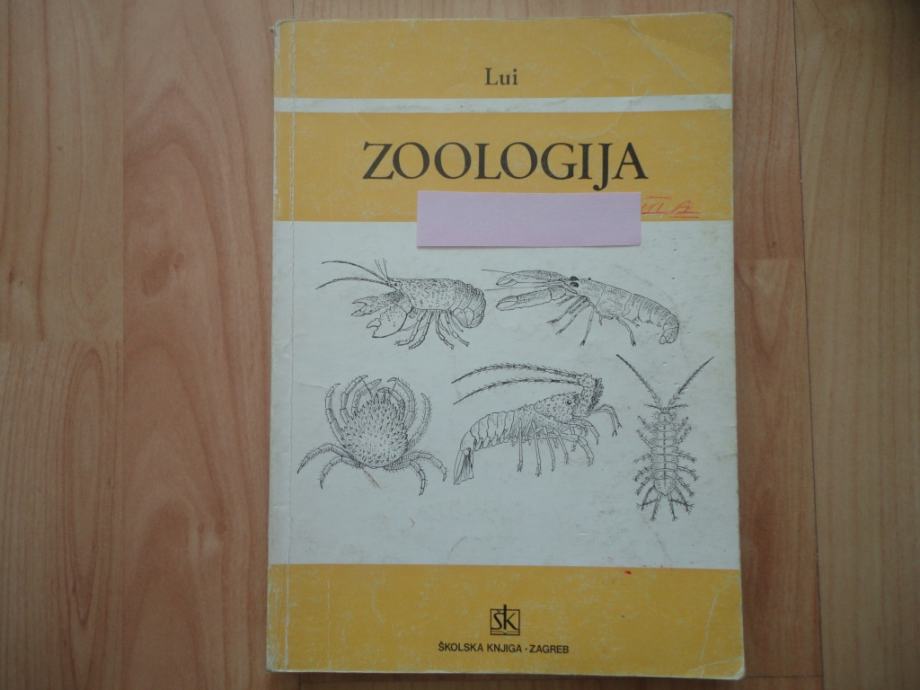 Lui
ZOOLOGIJA
ŠK
ŠKOLSKA KNJIGA · ZAGREB